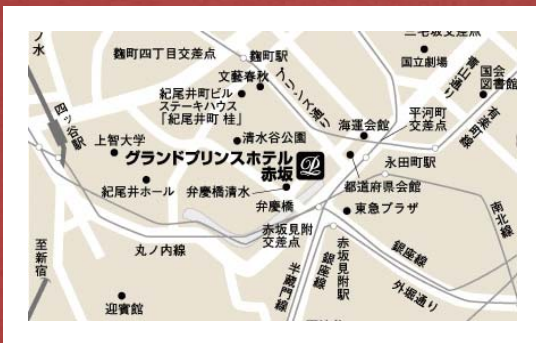 ノ水
麴町四丁目交差点
麴町駅
文藝春秋
紀尾井町ビル
ステーキハウス
「紀尾井町 桂」
プリンス通り
三宅坂交差点
国立劇場
青山通り
国会
図書館
有楽町線
平河町
交差点
海運会館
四ッ谷駅
上智大学
清水谷公園
グランドプリンスホテル
赤坂
永田町駅
紀尾井ホール
弁慶橋清水
都道府県会館
弁慶橋
東急プラザ
南北線
赤坂見附
交差点
丸ノ内線
至新宿
半蔵門線
銀座線
赤坂見附駅
銀座線
外堀通り
迎賓館